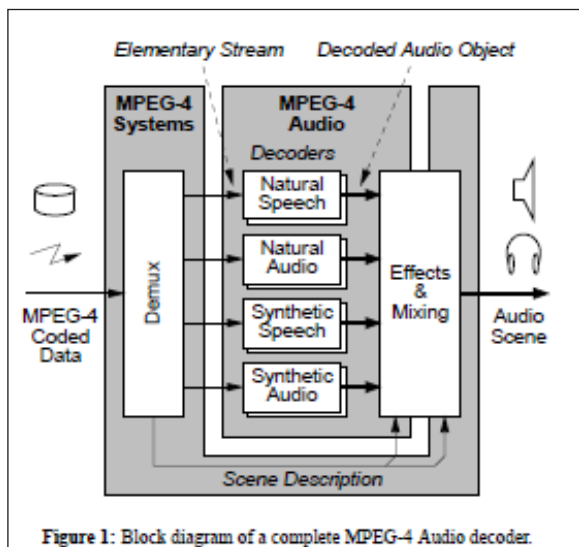 Elementary Stream
Decoded Audio Object
MPEG-4
Systems
MPEG-4
Audio
Decoders
Natural
Speech
Natural
Audio
Synthetic
Speech
Synthetic
Audio
Demux
Effects
&
Mixing
MPEG-4
Coded
Data
Audio
Scene
Scene Description
Figure 1: Block diagram of a complete MPEG-4 Audio decoder.